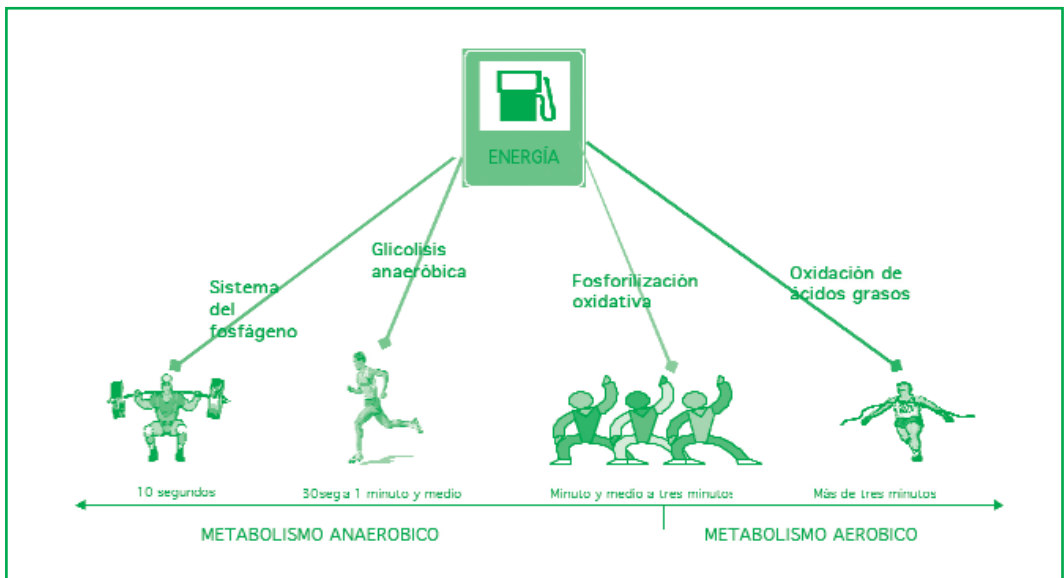 ENERGÍA
Sistema
del
fosfágeno
Glicolisis
anaeróbica
Fosforilización
oxidativa
Oxidación de
ácidos grasos
10 segundos
30seg a 1 minuto y medio
Minuto y medio a tres minutos
Más de tres minutos
METABOLISMO ANAEROBICO
METABOLISMO AEROBICO